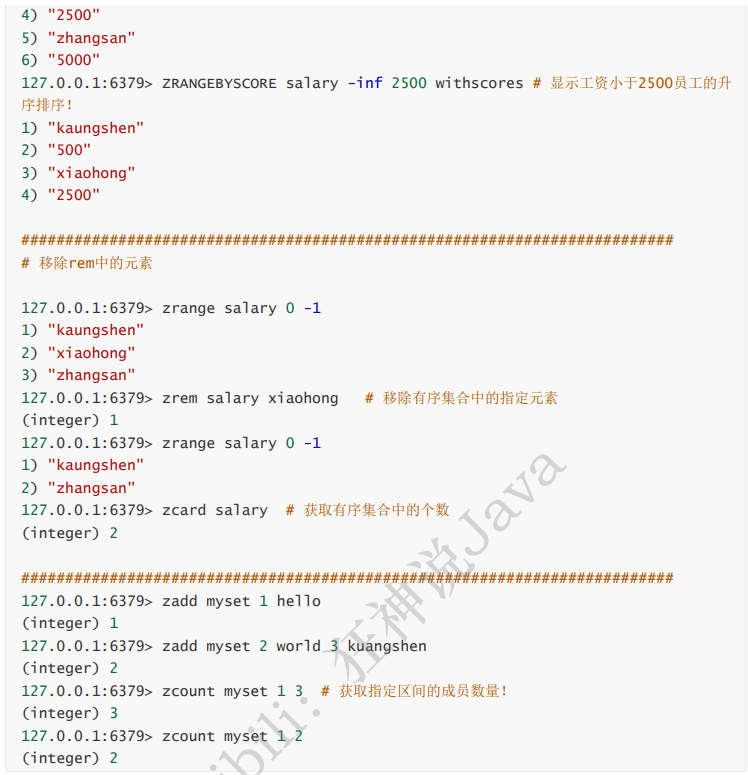 4) "2500"
5) "zhangsan"
6) "5000"
127.0.0.1:6379> ZRANGEBYSCORE salary -inf 2500 withscores # 显示工资小于2500员工的升
序排序！
1) "kaungshen"
2) "500"
3) "xiaohong"
4) "2500"
#########################################################################
# 移除rem中的元素
127.0.0.1:6379> zrange salary 0 -1
1) "kaungshen"
2) "xiaohong"
3) "zhangsan"
127.0.0.1:6379> zrem salary xiaohong   # 移除有序集合中的指定元素
(integer) 1
127.0.0.1:6379> zrange salary 0 -1
1) "kaungshen"
2) "zhangsan"
127.0.0.1:6379> zcard salary  # 获取有序集合中的个数
(integer) 2
#########################################################################
127.0.0.1:6379> zadd myset 1 hello
(integer) 1
127.0.0.1:6379> zadd myset 2 world 3 kuangshen
(integer) 2
127.0.0.1:6379> zcount myset 1 3  # 获取指定区间的成员数量！
(integer) 3
127.0.0.1:6379> zcount myset 1 2
(integer) 2
ibili：狂神说Java